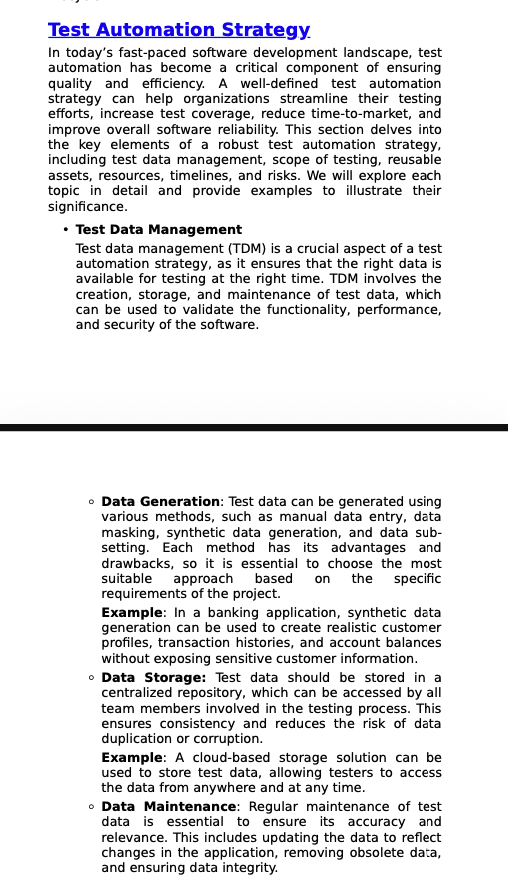 Test Automation Strategy
In today’s fast-paced software development landscape, test
automation has become a critical component of ensuring
quality and efficiency. A well-defined test automation
strategy can help organizations streamline their testing
efforts, increase test coverage, reduce time-to-market, and
improve overall software reliability. This section delves into
the key elements of a robust test automation strategy,
including test data management, scope of testing, reusable
assets, resources, timelines, and risks. We will explore each
topic in detail and provide examples to illustrate their
significance.
• Test Data Management
Test data management (TDM) is a crucial aspect of a test
automation strategy, as it ensures that the right data is
available for testing at the right time. TDM involves the
creation, storage, and maintenance of test data, which
can be used to validate the functionality, performance,
and security of the software.
◦ Data Generation: Test data can be generated using
various methods, such as manual data entry, data
masking, synthetic data generation, and data sub-
setting. Each method has its advantages and
drawbacks, so it is essential to choose the most
suitable approach based on the specific
requirements of the project.
Example: In a banking application, synthetic data
generation can be used to create realistic customer
profiles, transaction histories, and account balances
without exposing sensitive customer information.
◦ Data Storage: Test data should be stored in a
centralized repository, which can be accessed by all
team members involved in the testing process. This
ensures consistency and reduces the risk of data
duplication or corruption.
Example: A cloud-based storage solution can be
used to store test data, allowing testers to access
the data from anywhere and at any time.
◦ Data Maintenance: Regular maintenance of test
data is essential to ensure its accuracy and
relevance. This includes updating the data to reflect
changes in the application, removing obsolete data,
and ensuring data integrity.